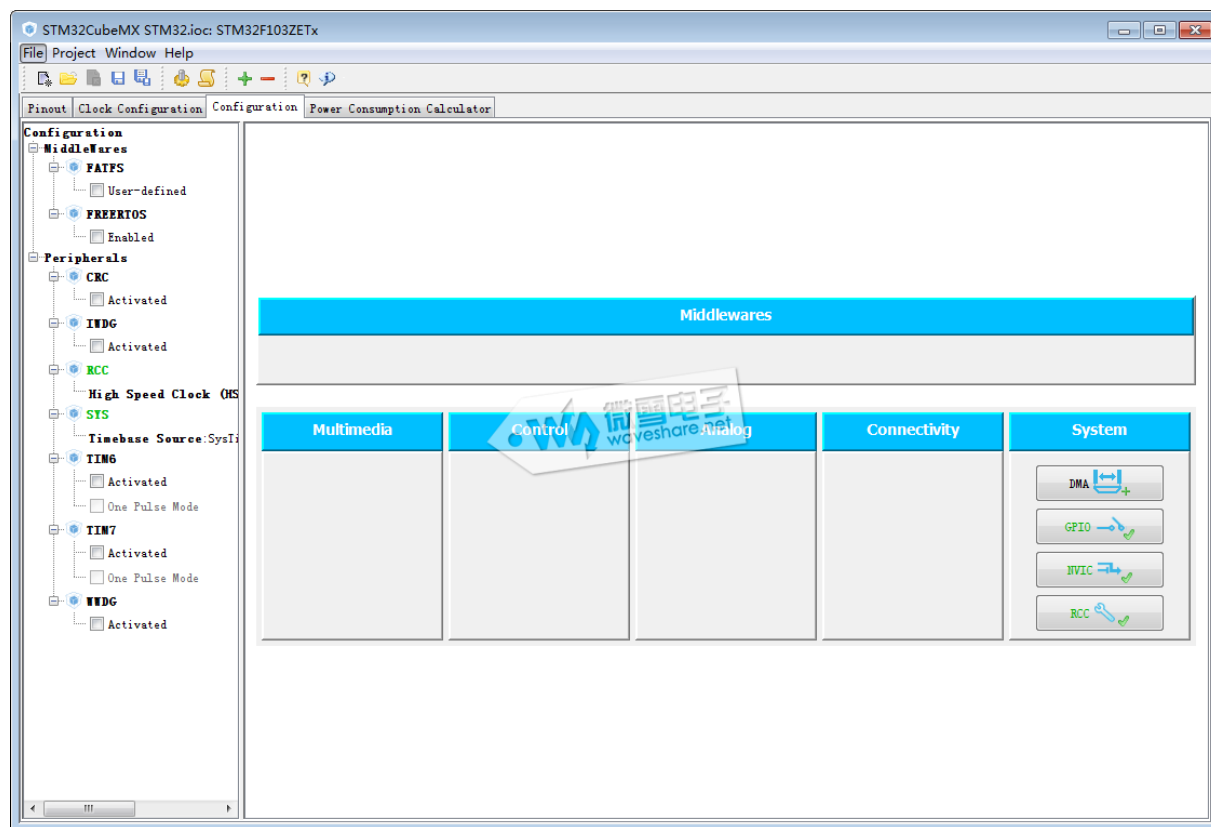 STM32CubeMX STM32.ioc: STM32F103ZETx
File Project Window Help
Pinout Clock Configuration Configuration Power Consumption Calculator
Configuration
MiddleWares
FATFS
User-defined
FREERTOS
Enabled
Peripherals
CRC
Activated
IWDG
Activated
RCC
High Speed Clock (HS
SYS
Timebase Source:SysTi
TIM6
Activated
One Pulse Mode
TIM7
Activated
One Pulse Mode
WWDG
Activated
Middlewares
微雪电子
waveshare.net
Multimedia Control Analog Connectivity System
DMA
GPIO
NVIC
RCC